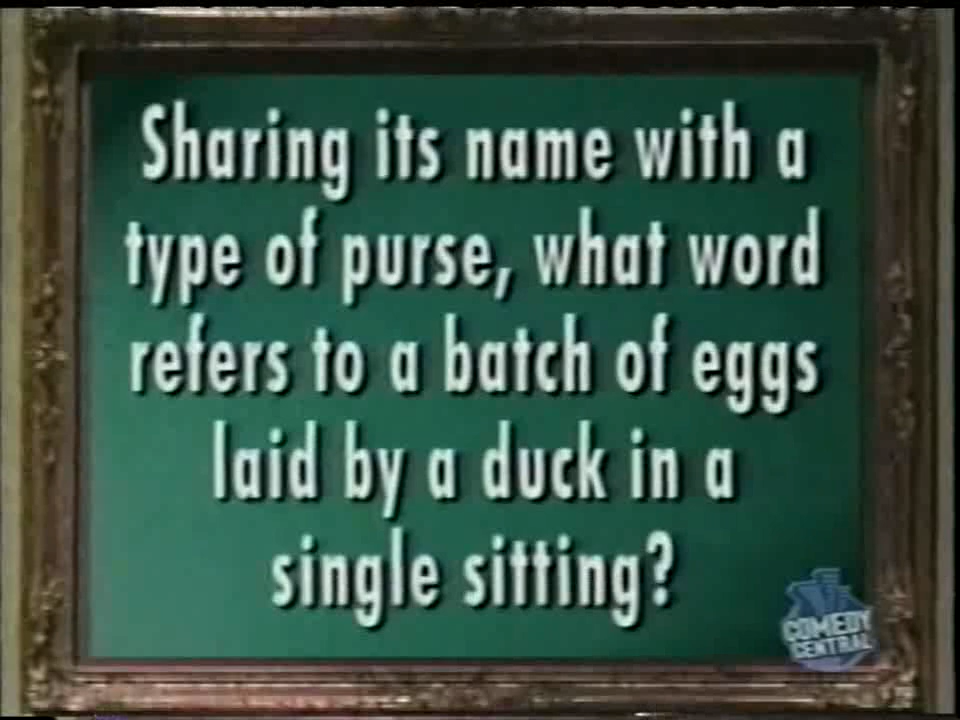 Sharing its name with a
type of purse, what word
refers to a batch of eggs
laid by a duck in a
single sitting?
COMEDY
CENTRAL